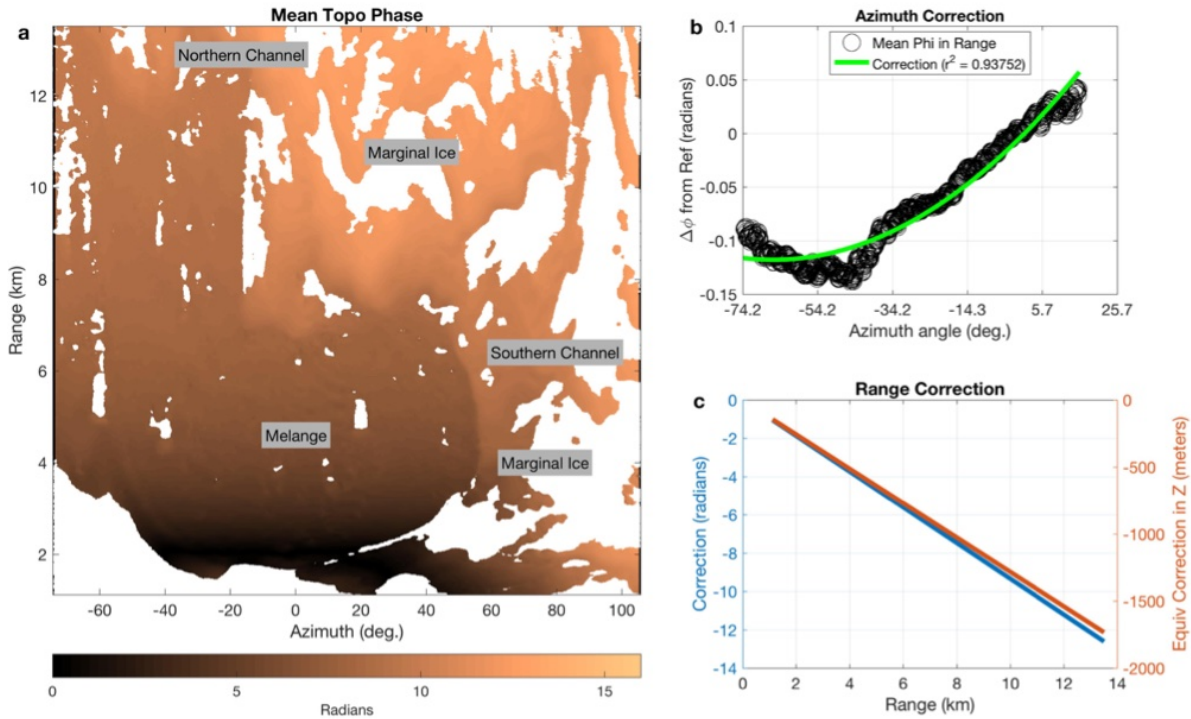 Mean Topo Phase
a
Northern Channel
Marginal Ice
Southern Channel
Melange
Marginal Ice
12
10
8
6
4
2
Range (km)
-60
-40
-20
0
20
40
60
80
100
Azimuth (deg.)
0
5
10
15
Radians
b
Azimuth Correction
Mean Phi in Range
Correction (r² = 0.93752)
0.1
0.05
0
-0.05
-0.1
-0.15
Δϕ from Ref (radians)
-74.2
-54.2
-34.2
-14.3
5.7
25.7
Azimuth angle (deg.)
c
Range Correction
0
-2
-4
-6
-8
-10
-12
-14
Correction (radians)
0
-500
-1000
-1500
-2000
Equiv Correction in Z (meters)
0
2
4
6
8
10
12
14
Range (km)